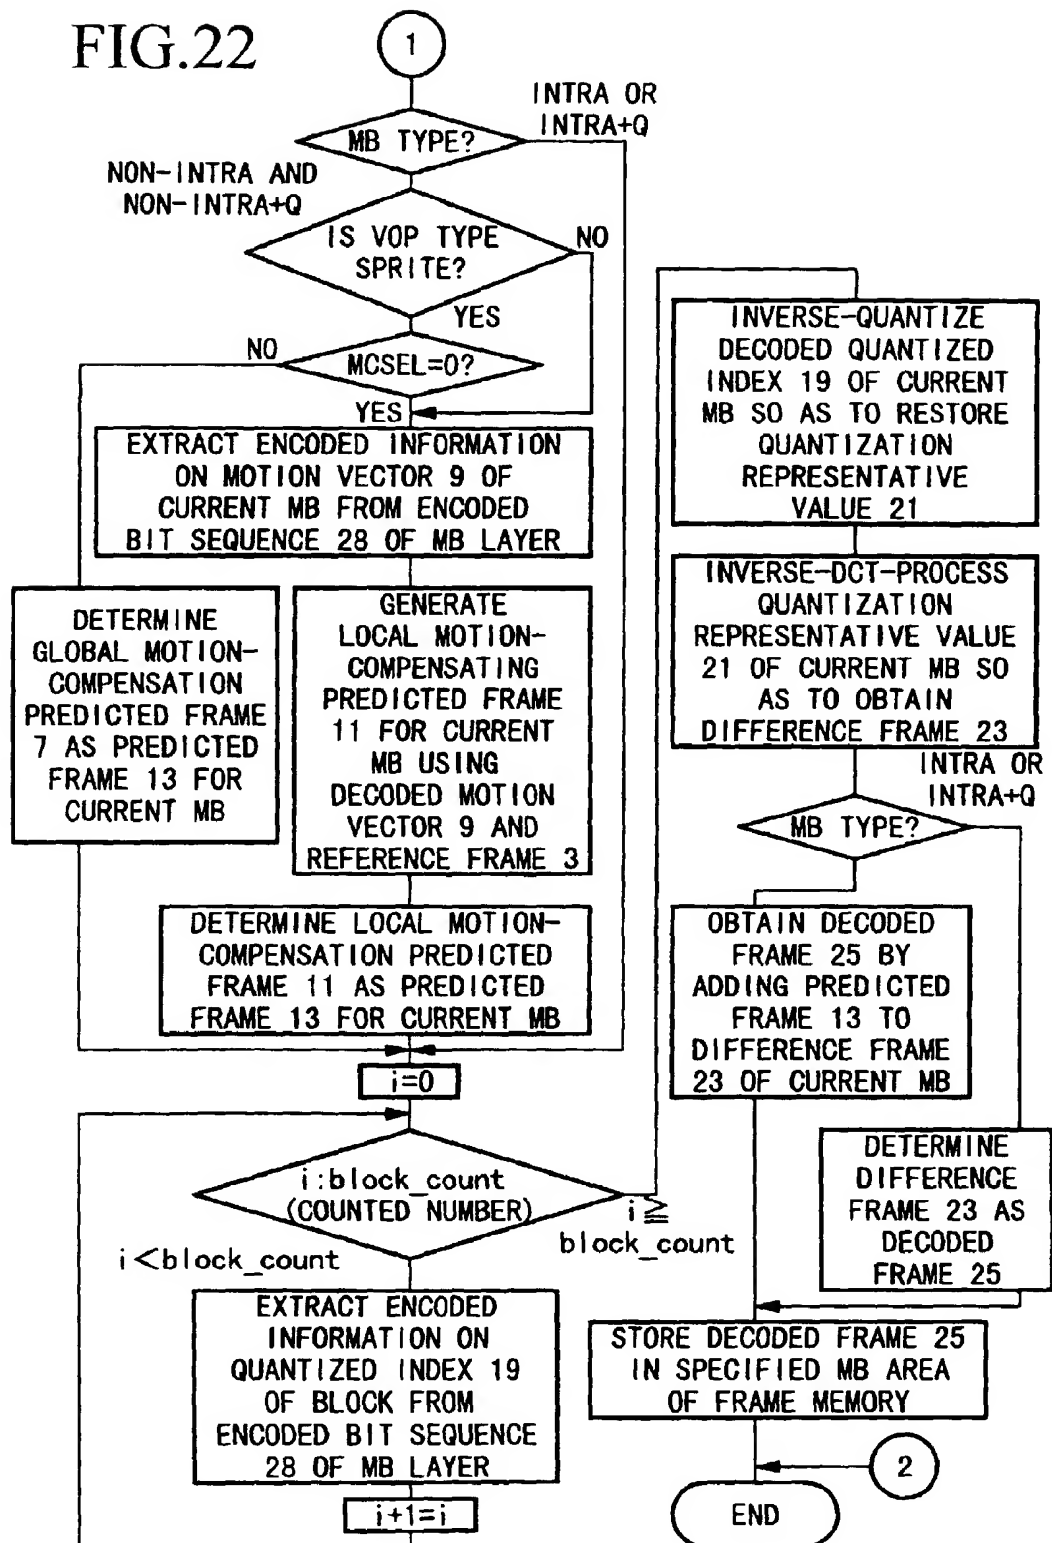 FIG.22
1
MB TYPE?
INTRA OR
INTRA+Q
NON-INTRA AND
NON-INTRA+Q
IS VOP TYPE
SPRITE?
NO
YES
MCSEL=0?
NO
YES
EXTRACT ENCODED INFORMATION
ON MOTION VECTOR 9 OF
CURRENT MB FROM ENCODED
BIT SEQUENCE 28 OF MB LAYER
DETERMINE
GLOBAL MOTION-
COMPENSATION
PREDICTED FRAME
7 AS PREDICTED
FRAME 13 FOR
CURRENT MB
GENERATE
LOCAL MOTION-
COMPENSATING
PREDICTED FRAME
11 FOR CURRENT
MB USING
DECODED MOTION
VECTOR 9 AND
REFERENCE FRAME 3
DETERMINE LOCAL MOTION-
COMPENSATION PREDICTED
FRAME 11 AS PREDICTED
FRAME 13 FOR CURRENT MB
i=0
i:block_count
(COUNTED NUMBER)
i≧
block_count
i<block_count
EXTRACT ENCODED
INFORMATION ON
QUANTIZED INDEX 19
OF BLOCK FROM
ENCODED BIT SEQUENCE
28 OF MB LAYER
i+1=i
INVERSE-QUANTIZE
DECODED QUANTIZED
INDEX 19 OF CURRENT
MB SO AS TO RESTORE
QUANTIZATION
REPRESENTATIVE
VALUE 21
INVERSE-DCT-PROCESS
QUANTIZATION
REPRESENTATIVE VALUE
21 OF CURRENT MB SO
AS TO OBTAIN
DIFFERENCE FRAME 23
INTRA OR
INTRA+Q
MB TYPE?
OBTAIN DECODED
FRAME 25 BY
ADDING PREDICTED
FRAME 13 TO
DIFFERENCE FRAME
23 OF CURRENT MB
DETERMINE
DIFFERENCE
FRAME 23 AS
DECODED
FRAME 25
STORE DECODED FRAME 25
IN SPECIFIED MB AREA
OF FRAME MEMORY
2
END